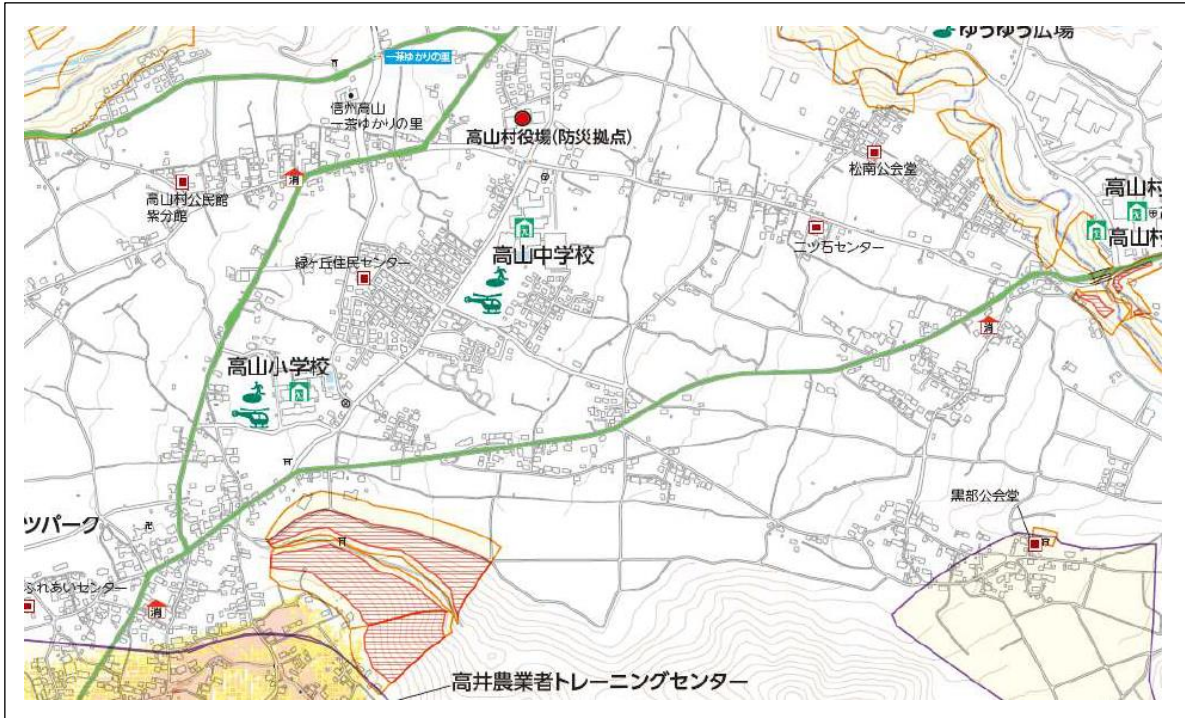 ゆうゆう広場
一茶ゆかりの里
信州高山
一茶ゆかりの里
高山村役場(防災拠点)
松南公会堂
消
高山村公民館
紫分館
高山村
高山村
二ツ石センター
高山中学校
緑ヶ丘住民センター
消
高山小学校
黒部公会堂
ツパーク
ふれあいセンター
消
高井農業者トレーニングセンター